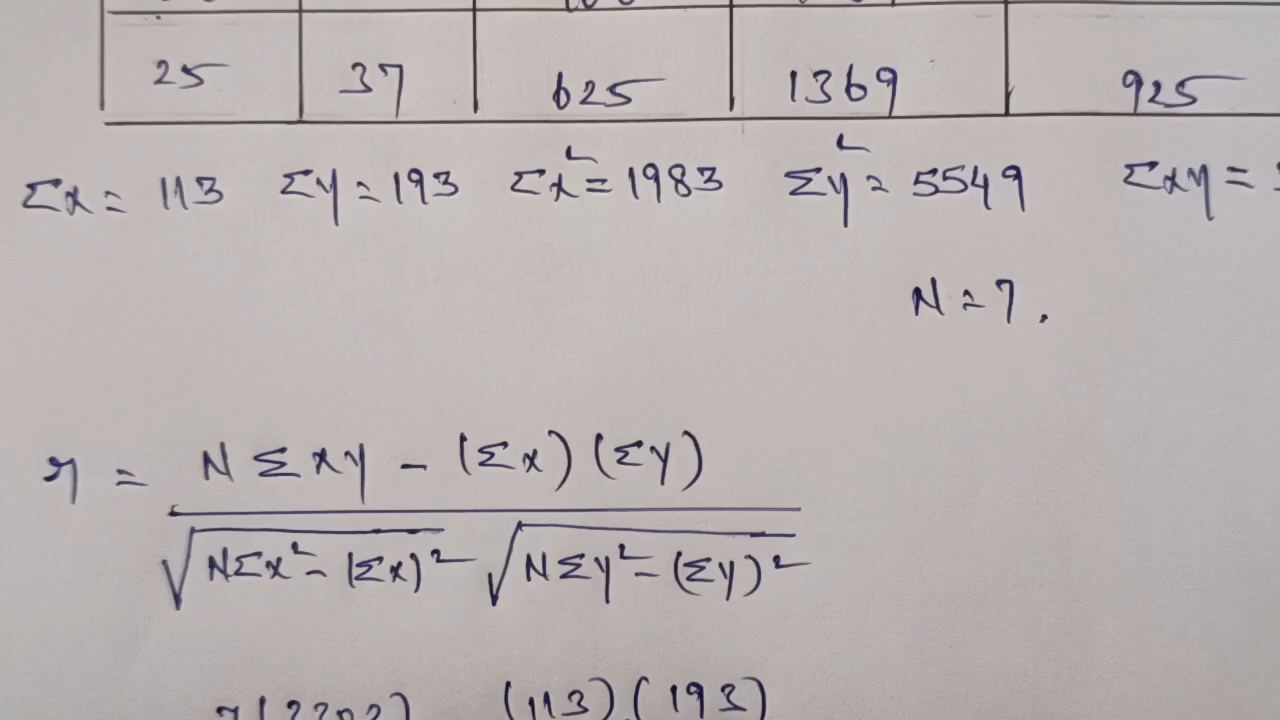 25 37 625 1369 925
Σx = 113 Σy = 193 Σx² = 1983 Σy² = 5549 Σxy =
N = 7.
r = N Σxy - (Σx) (Σy)
√NΣx² - (Σx)² √NΣy² - (Σy)²
(113) (193)